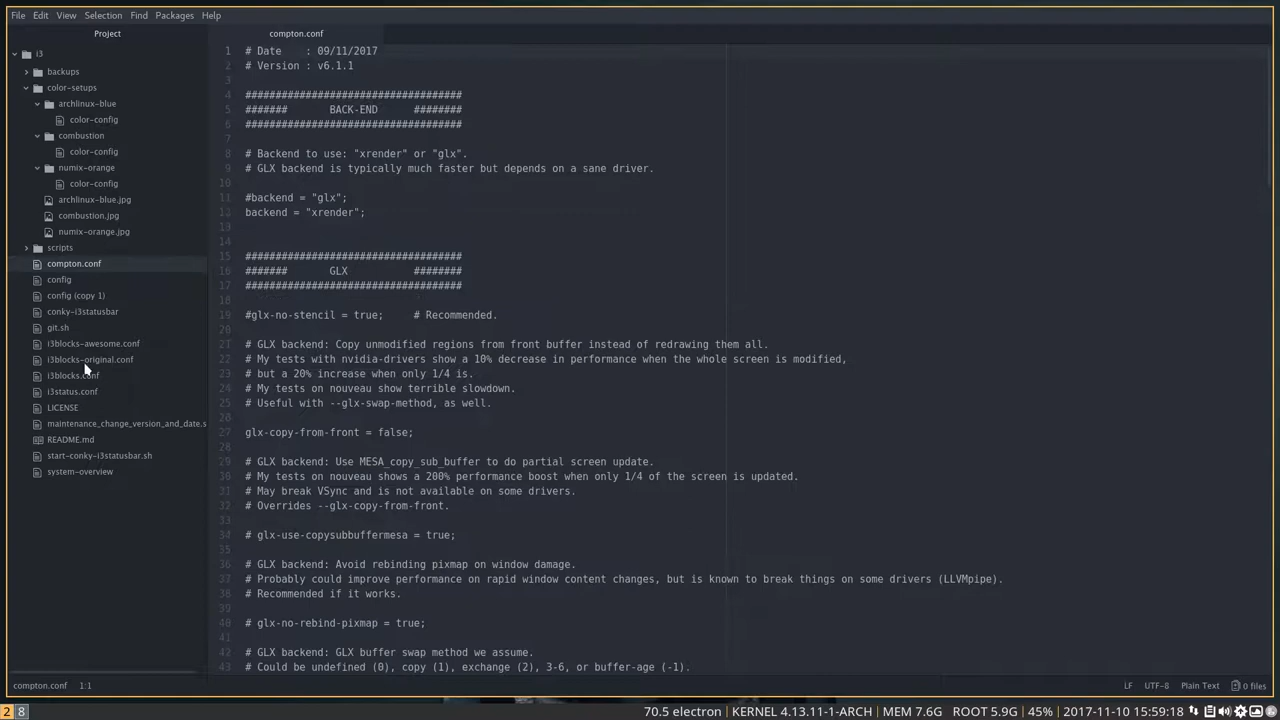 File Edit View Selection Find Packages Help
Project
i3
backups
color-setups
archlinux-blue
color-config
combustion
color-config
numix-orange
color-config
archlinux-blue.jpg
combustion.jpg
numix-orange.jpg
scripts
compton.conf
config
config (copy 1)
conky-i3statusbar
git.sh
i3blocks-awesome.conf
i3blocks-original.conf
i3blocks.conf
i3status.conf
LICENSE
maintenance_change_version_and_date.s
README.md
start-conky-i3statusbar.sh
system-overview
compton.conf
1 # Date : 09/11/2017
2 # Version : v6.1.1
3
4 ####################################
5 ####### BACK-END ########
6 ####################################
7
8 # Backend to use: "xrender" or "glx".
9 # GLX backend is typically much faster but depends on a sane driver.
10
11 #backend = "glx";
12 backend = "xrender";
13
14
15 ####################################
16 ####### GLX ########
17 ####################################
18
19 #glx-no-stencil = true; # Recommended.
20
21 # GLX backend: Copy unmodified regions from front buffer instead of redrawing them all.
22 # My tests with nvidia-drivers show a 10% decrease in performance when the whole screen is modified,
23 # but a 20% increase when only 1/4 is.
24 # My tests on nouveau show terrible slowdown.
25 # Useful with --glx-swap-method, as well.
26
27 glx-copy-from-front = false;
28
29 # GLX backend: Use MESA_copy_sub_buffer to do partial screen update.
30 # My tests on nouveau shows a 200% performance boost when only 1/4 of the screen is updated.
31 # May break VSync and is not available on some drivers.
32 # Overrides --glx-copy-from-front.
33
34 # glx-use-copysubbuffermesa = true;
35
36 # GLX backend: Avoid rebinding pixmap on window damage.
37 # Probably could improve performance on rapid window content changes, but is known to break things on some drivers (LLVMpipe).
38 # Recommended if it works.
39
40 # glx-no-rebind-pixmap = true;
41
42 # GLX backend: GLX buffer swap method we assume.
43 # Could be undefined (0), copy (1), exchange (2), 3-6, or buffer-age (-1).
compton.conf 1:1 LF UTF-8 Plain Text 0 files
2 8 70.5 electron KERNEL 4.13.11-1-ARCH MEM 7.6G ROOT 5.9G 45% 2017-11-10 15:59:18